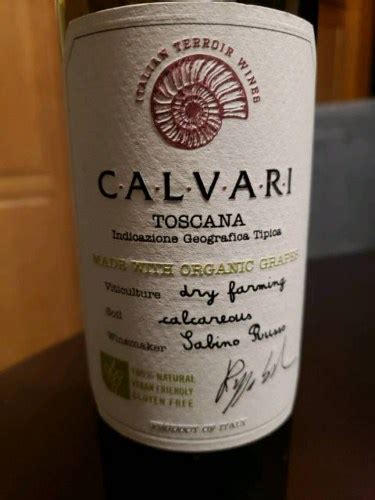 ITALIAN TERROIR WINES
C·A·L·V·A·R·I
TOSCANA
Indicazione Geografica Tipica
MADE WITH ORGANIC GRAPES
Viticulture dry farming
Soil calcareous
Winemaker Sabino Russo
100% NATURAL
VEGAN FRIENDLY
GLUTEN FREE
PRODUCT OF ITALY